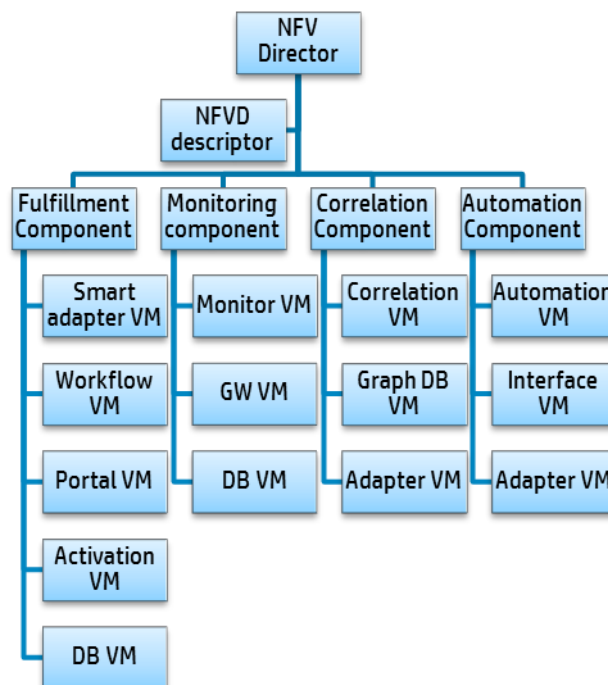 NFV
Director
NFVD
descriptor
Fulfillment
Component
Monitoring
component
Correlation
Component
Automation
Component
Smart
adapter VM
Monitor VM
Correlation
VM
Automation
VM
Workflow
VM
GW VM
Graph DB
VM
Interface
VM
Portal VM
DB VM
Adapter VM
Adapter VM
Activation
VM
DB VM